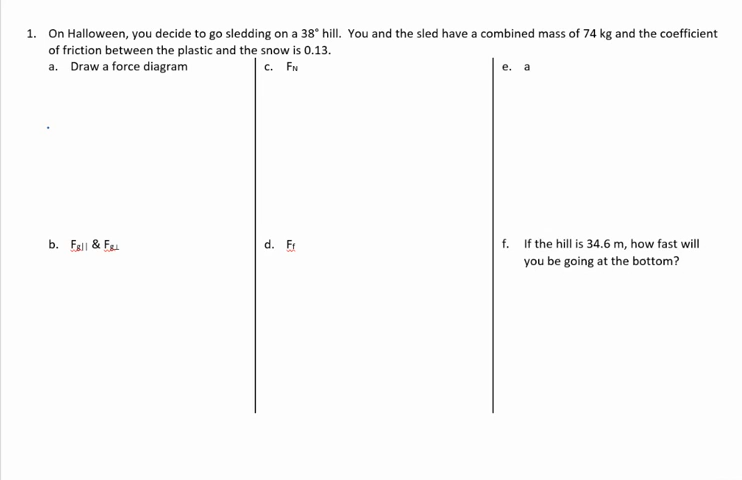 1. On Halloween, you decide to go sledding on a 38° hill. You and the sled have a combined mass of 74 kg and the coefficient
of friction between the plastic and the snow is 0.13.
a. Draw a force diagram
c. FN
e. a
b. Fg|| & Fg⊥
d. Ff
f. If the hill is 34.6 m, how fast will
you be going at the bottom?